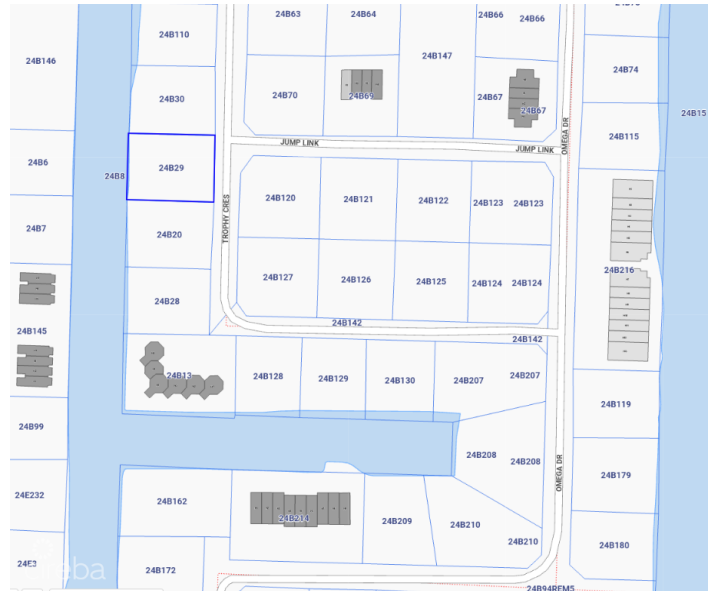 24B63
24B64
24B66
24B66
24B110
24B146
24B147
24B74
24B30
24B70
24B69
24B67
24B67
24B15
24B115
OMEGA DR
JUMP LINK
JUMP LINK
24B6
24B29
24B8
24B120
24B121
24B122
24B123
24B123
TROPHY CRES
24B7
24B20
24B216
24B127
24B126
24B125
24B124
24B124
24B28
24B145
24B142
24B142
24B13
24B128
24B129
24B130
24B207
24B207
24B119
24B99
24B208
24B208
OMEGA DR
24B179
24E232
24B162
24B214
24B209
24B210
24B210
24B180
24E3
eba
24B172
24B94REM5